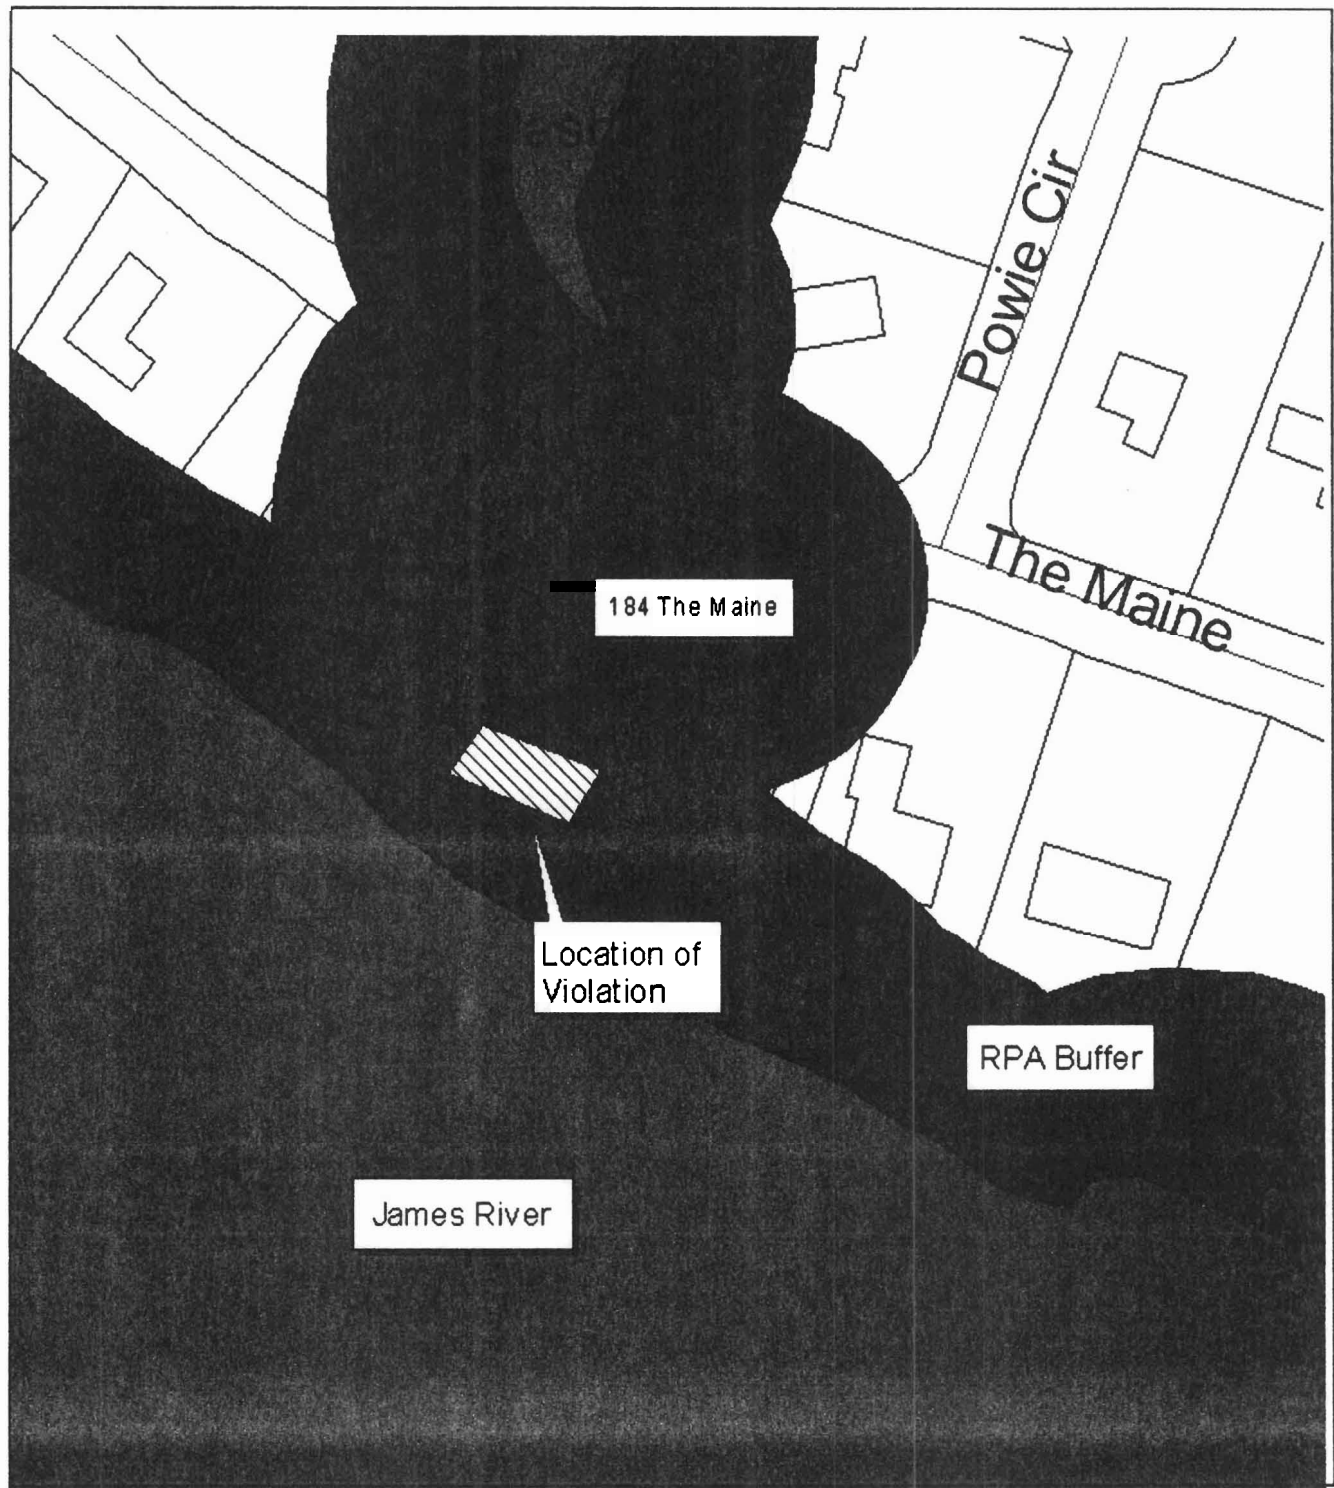 Powie Cir
The Maine
184 The Maine
Location of
Violation
RPA Buffer
James River